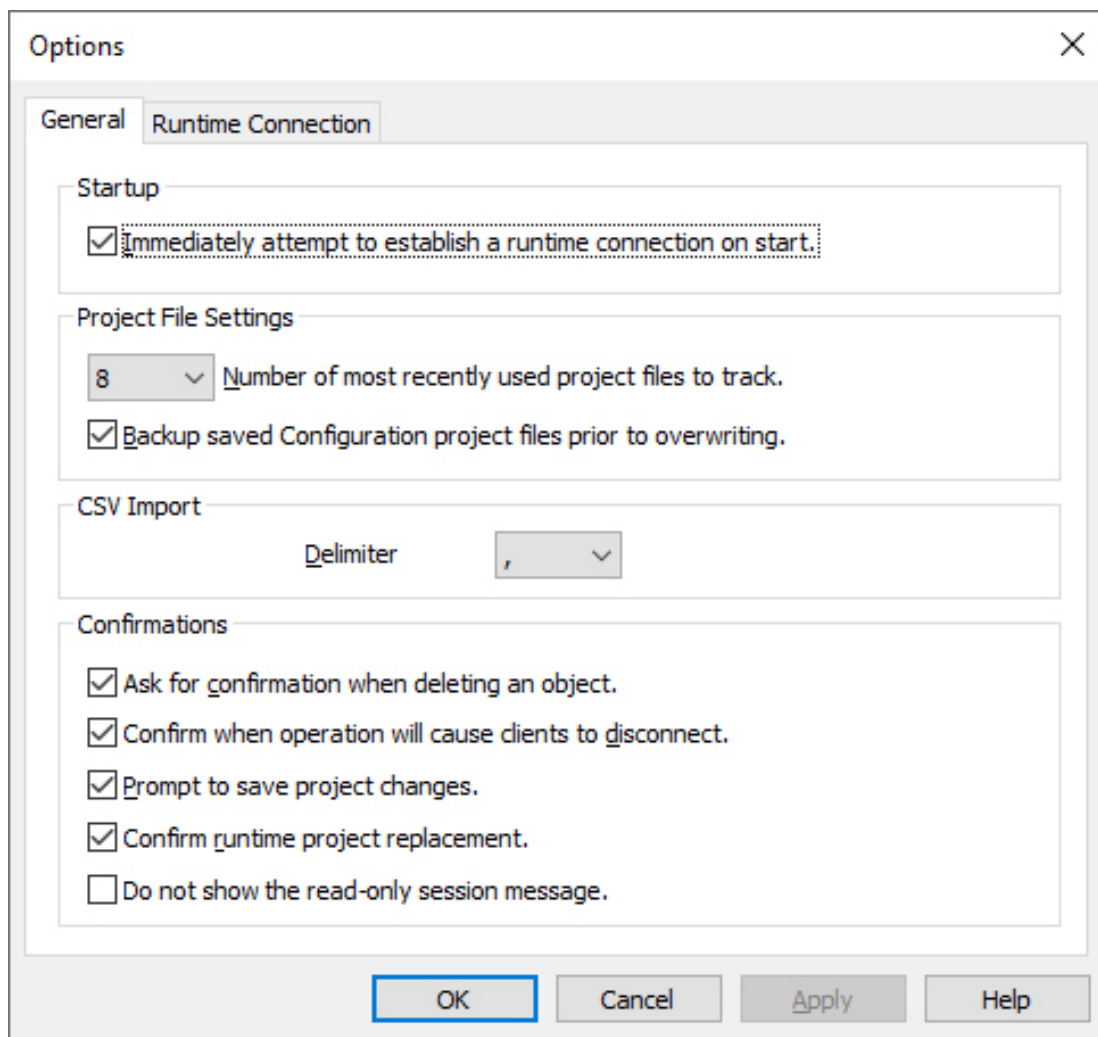 Options
General
Runtime Connection
Startup
Immediately attempt to establish a runtime connection on start.
Project File Settings
8 Number of most recently used project files to track.
Backup saved Configuration project files prior to overwriting.
CSV Import
Delimiter ,
Confirmations
Ask for confirmation when deleting an object.
Confirm when operation will cause clients to disconnect.
Prompt to save project changes.
Confirm runtime project replacement.
Do not show the read-only session message.
OK Cancel Apply Help